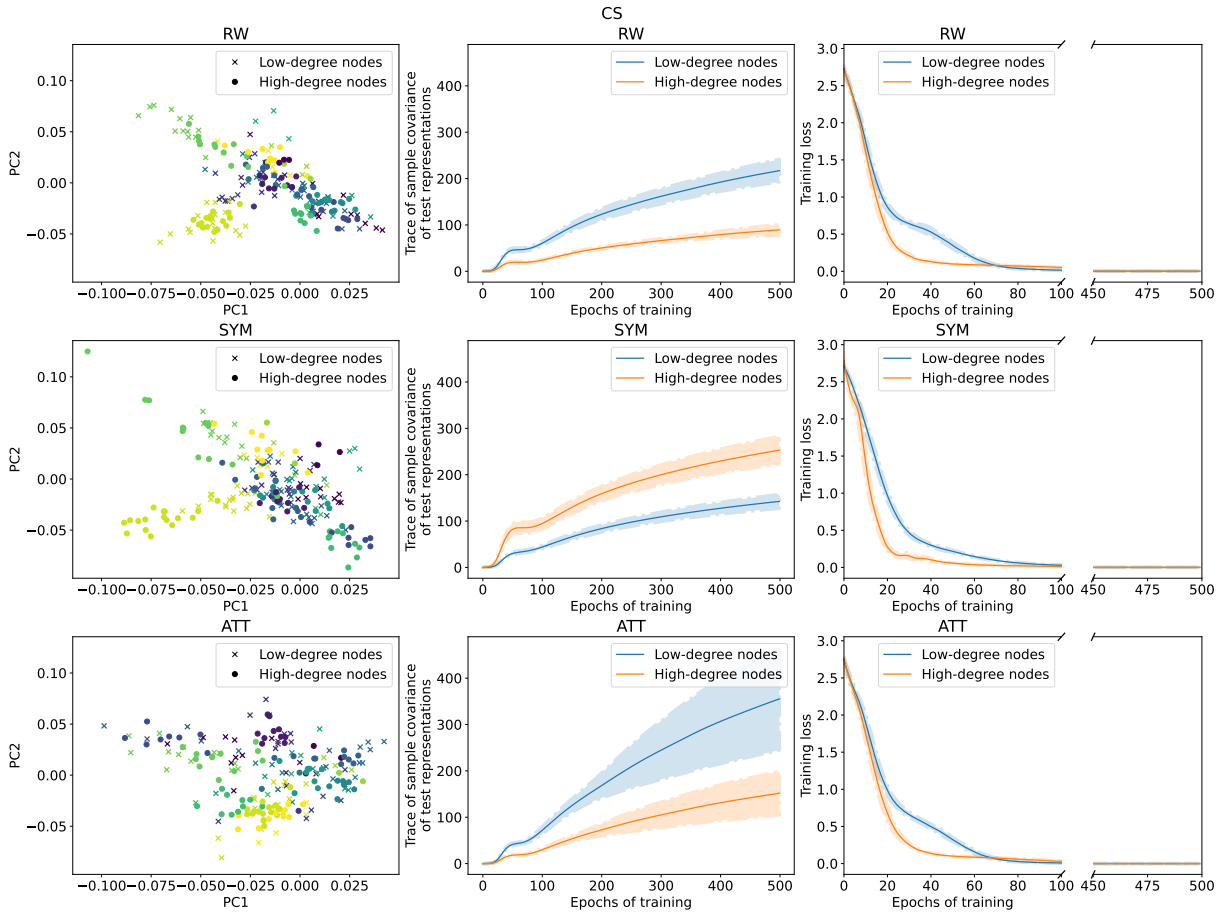 CS
RW
Low-degree nodes
High-degree nodes
0.10
0.05
0.00
−0.05
PC2
−0.100 −0.075 −0.050 −0.025 0.000 0.025
PC1
RW
Low-degree nodes
High-degree nodes
400
300
200
100
0
Trace of sample covariance
of test representations
0 100 200 300 400 500
Epochs of training
RW
Low-degree nodes
High-degree nodes
3.0
2.5
2.0
1.5
1.0
0.5
0.0
Training loss
0 20 40 60 80 100 450 475 500
Epochs of training
SYM
Low-degree nodes
High-degree nodes
0.10
0.05
0.00
−0.05
PC2
−0.100 −0.075 −0.050 −0.025 0.000 0.025
PC1
SYM
Low-degree nodes
High-degree nodes
400
300
200
100
0
Trace of sample covariance
of test representations
0 100 200 300 400 500
Epochs of training
SYM
Low-degree nodes
High-degree nodes
3.0
2.5
2.0
1.5
1.0
0.5
0.0
Training loss
0 20 40 60 80 100 450 475 500
Epochs of training
ATT
Low-degree nodes
High-degree nodes
0.10
0.05
0.00
−0.05
PC2
−0.100 −0.075 −0.050 −0.025 0.000 0.025
PC1
ATT
Low-degree nodes
High-degree nodes
400
300
200
100
0
Trace of sample covariance
of test representations
0 100 200 300 400 500
Epochs of training
ATT
Low-degree nodes
High-degree nodes
3.0
2.5
2.0
1.5
1.0
0.5
0.0
Training loss
0 20 40 60 80 100 450 475 500
Epochs of training